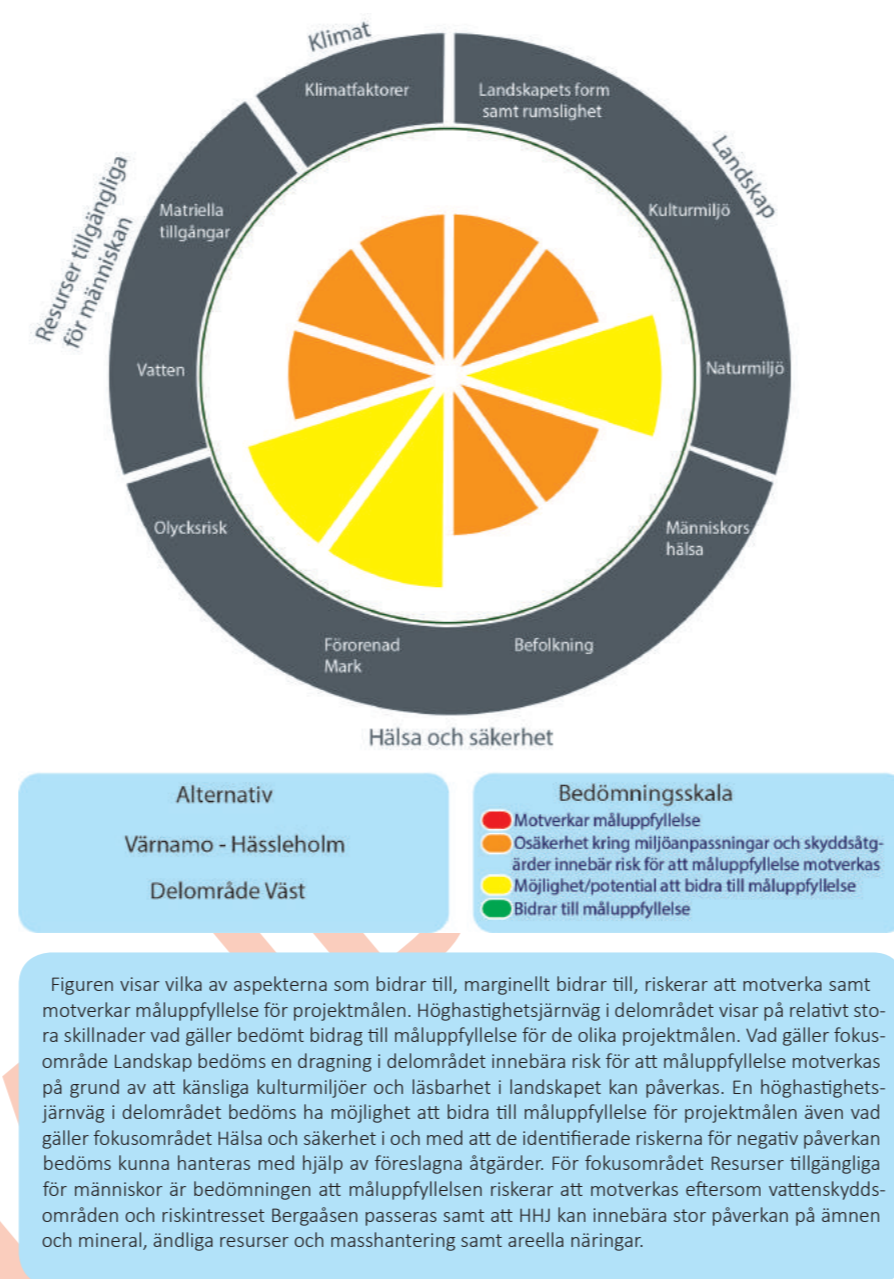 Klimat
Klimatfaktorer
Landskapets form
samt rumslighet
Landskap
Kulturmiljö
Naturmiljö
Resurser tillgängliga
för människan
Matriella
tillgångar
Vatten
Olycksrisk
Förorenad
Mark
Befolkning
Människors
hälsa
Hälsa och säkerhet
Alternativ
Värnamo - Hässleholm
Delområde Väst
Bedömningsskala
Motverkar måluppfyllelse
Osäkerhet kring miljöanpassningar och skyddsåtg-
ärder innebär risk för att måluppfyllelse motverkas
Möjlighet/potential att bidra till måluppfyllelse
Bidrar till måluppfyllelse
Figuren visar vilka av aspekterna som bidrar till, marginellt bidrar till, riskerar att motverka samt
motverkar måluppfyllelse för projektmålen. Höghastighetsjärnväg i delområdet visar på relativt sto-
ra skillnader vad gäller bedömt bidrag till måluppfyllelse för de olika projektmålen. Vad gäller fokus-
område Landskap bedöms en dragning i delområdet innebära risk för att måluppfyllelse motverkas
på grund av att känsliga kulturmiljöer och läsbarhet i landskapet kan påverkas. En höghastighets-
järnväg i delområdet bedöms ha möjlighet att bidra till måluppfyllelse för projektmålen även vad
gäller fokusområdet Hälsa och säkerhet i och med att de identifierade riskerna för negativ påverkan
bedöms kunna hanteras med hjälp av föreslagna åtgärder. För fokusområdet Resurser tillgängliga
för människor är bedömningen att måluppfyllelsen riskerar att motverkas eftersom vattenskydds-
områden och riskintresset Bergaåsen passeras samt att HHJ kan innebära stor påverkan på ämnen
och mineral, ändliga resurser och masshantering samt areella näringar.